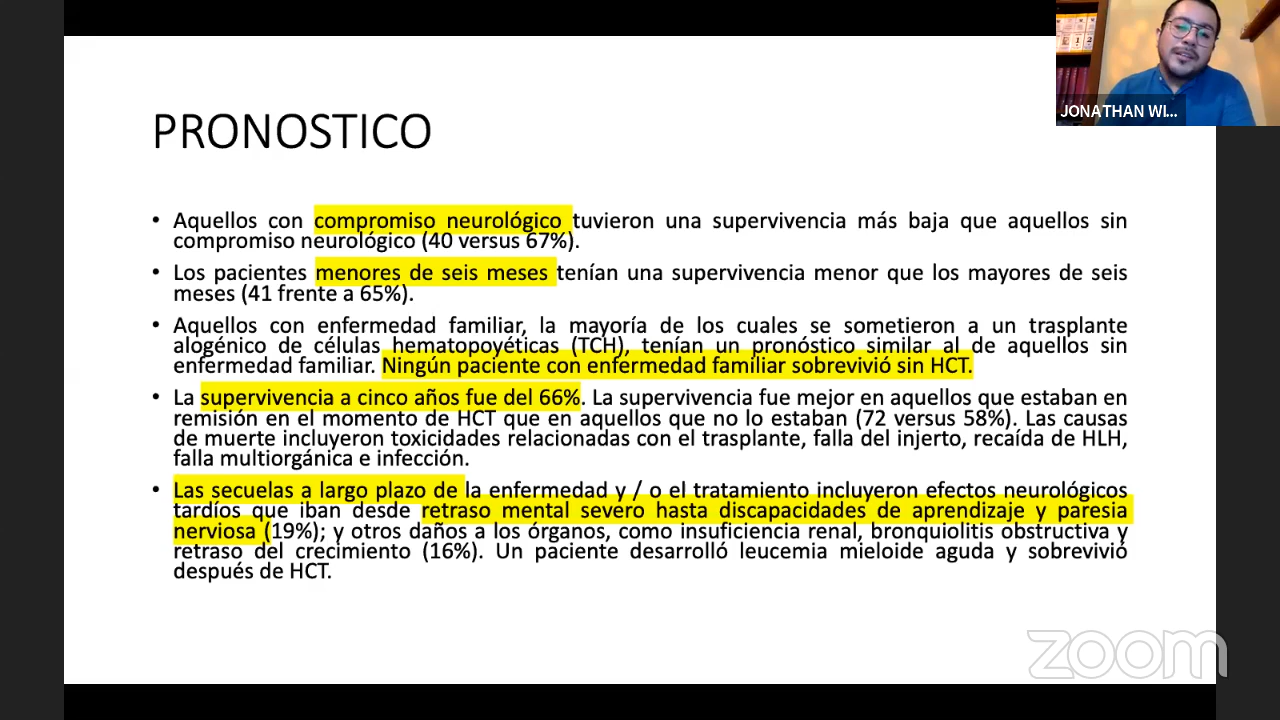 JONATHAN WI...
PRONOSTICO
• Aquellos con compromiso neurológico tuvieron una supervivencia más baja que aquellos sin
compromiso neurológico (40 versus 67%).
• Los pacientes menores de seis meses tenían una supervivencia menor que los mayores de seis
meses (41 frente a 65%).
• Aquellos con enfermedad familiar, la mayoría de los cuales se sometieron a un trasplante
alogénico de células hematopoyéticas (TCH), tenían un pronóstico similar al de aquellos sin
enfermedad familiar. Ningún paciente con enfermedad familiar sobrevivió sin HCT.
• La supervivencia a cinco años fue del 66%. La supervivencia fue mejor en aquellos que estaban en
remisión en el momento de HCT que en aquellos que no lo estaban (72 versus 58%). Las causas
de muerte incluyeron toxicidades relacionadas con el trasplante, falla del injerto, recaída de HLH,
falla multiorgánica e infección.
• Las secuelas a largo plazo de la enfermedad y / o el tratamiento incluyeron efectos neurológicos
tardíos que iban desde retraso mental severo hasta discapacidades de aprendizaje y paresia
nerviosa (19%); y otros daños a los órganos, como insuficiencia renal, bronquiolitis obstructiva y
retraso del crecimiento (16%). Un paciente desarrolló leucemia mieloide aguda y sobrevivió
después de HCT.
zoom